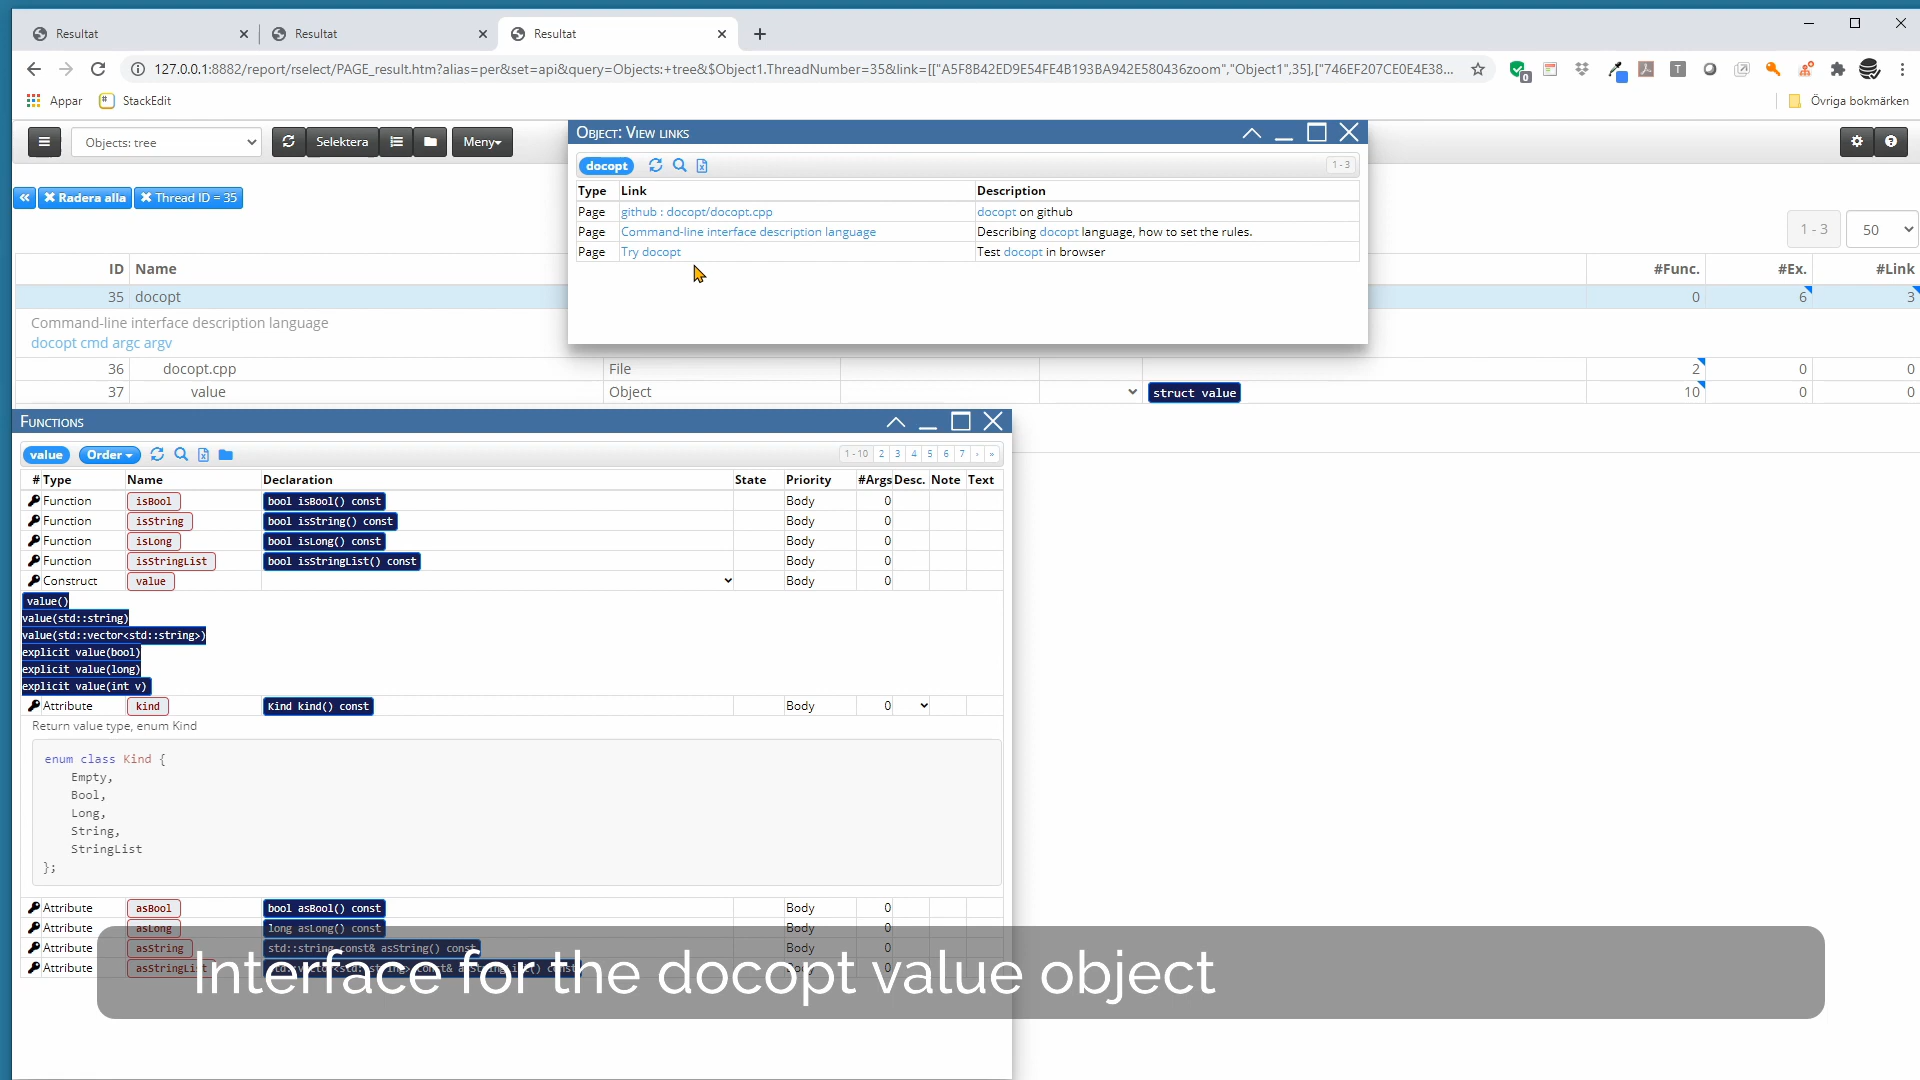 Resultat
Resultat
Resultat
127.0.0.1:8882/report/rselect/PAGE_result.htm?alias=per&set=api&query=Objects:+tree&$Object1.ThreadNumber=35&link=[["A5F8B42ED9E54FE4B193BA942E580436zoom","Object1",35],["746EF207CE0E4E38...
0
T
Appar
StackEdit
Övriga bokmärken
Objects: tree
Selektera
Meny
Radera alla
Thread ID = 35
1 - 3
50
ID Name #Func. #Ex. #Link
35 docopt 0 6 3
Command-line interface description language
docopt cmd argc argv
36 docopt.cpp File 2 0 0
37 value Object struct value 10 0 0
Object: View links
docopt
1 - 3
Type Link Description
Page github : docopt/docopt.cpp docopt on github
Page Command-line interface description language Describing docopt language, how to set the rules.
Page Try docopt Test docopt in browser
Functions
value Order
1 - 10 2 3 4 5 6 7 › »
# Type Name Declaration State Priority #Args Desc. Note Text
Function isBool bool isBool() const Body 0
Function isString bool isString() const Body 0
Function isLong bool isLong() const Body 0
Function isStringList bool isStringList() const Body 0
Construct value Body 0
value()
value(std::string)
value(std::vector<std::string>)
explicit value(bool)
explicit value(long)
explicit value(int v)
Attribute kind Kind kind() const Body 0
Return value type, enum Kind
enum class Kind {
Empty,
Bool,
Long,
String,
StringList
};
Attribute asBool bool asBool() const Body 0
Attribute asLong long asLong() const Body 0
Attribute asString std::string const& asString() const Body 0
Attribute asStringList Body 0
Interface for the docopt value object